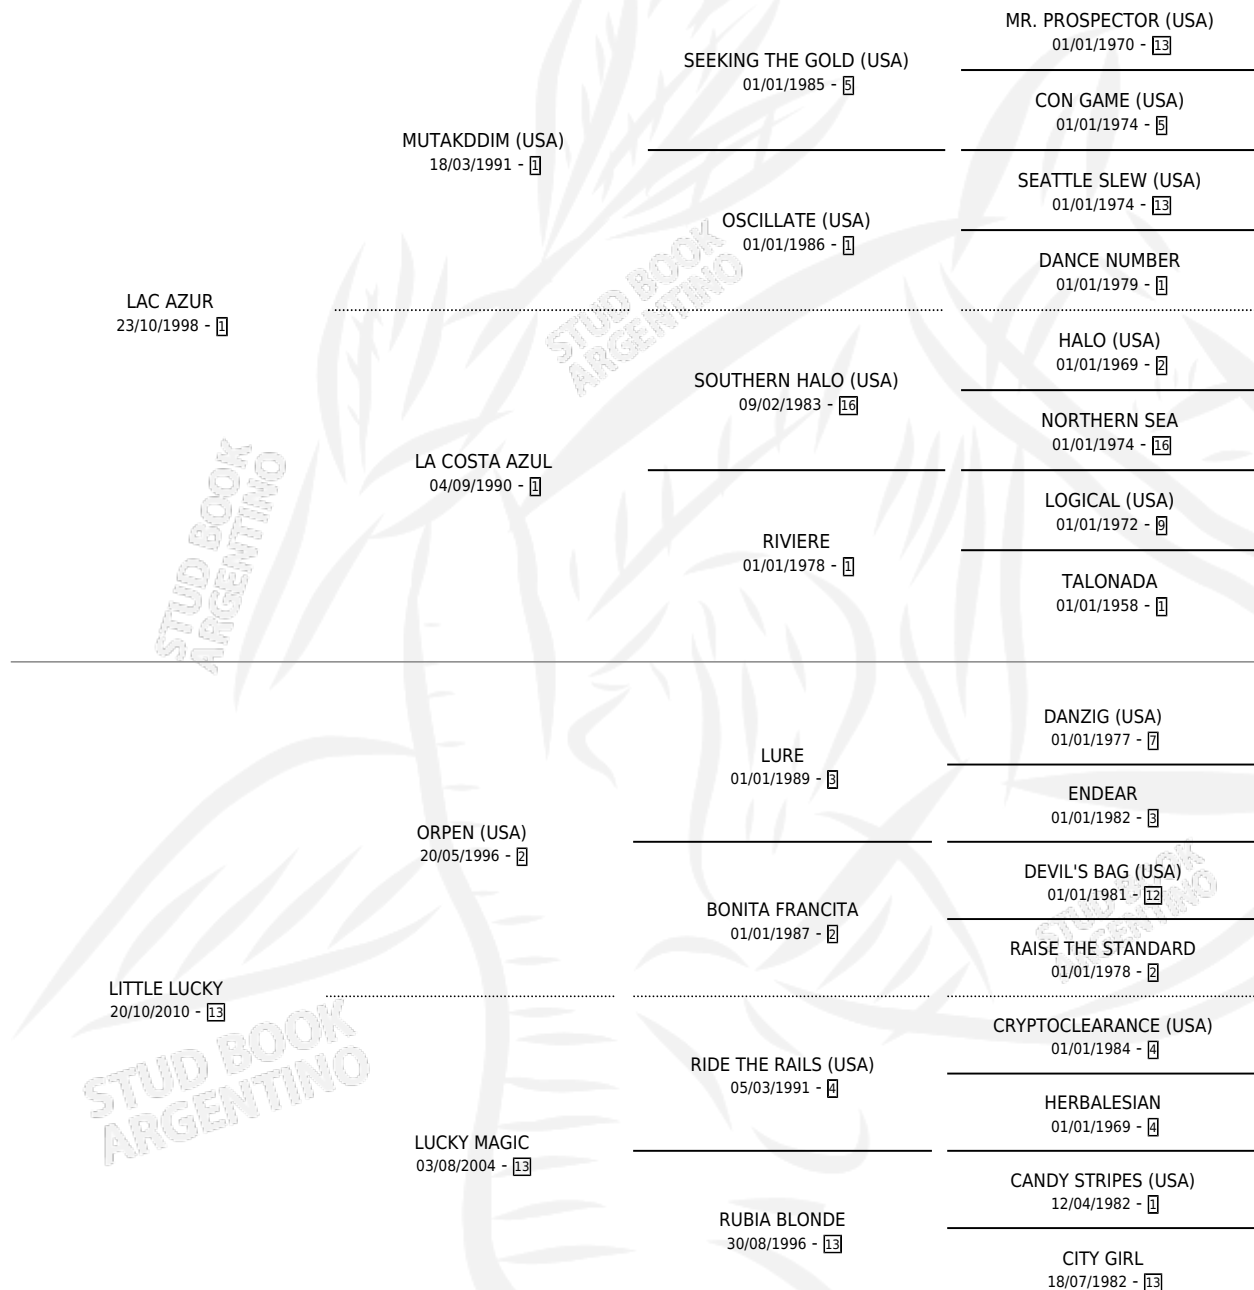 MR. PROSPECTOR (USA)
01/01/1970 - 13
SEEKING THE GOLD (USA)
01/01/1985 - 5
CON GAME (USA)
01/01/1974 - 5
MUTAKDDIM (USA)
18/03/1991 - 1
SEATTLE SLEW (USA)
01/01/1974 - 13
OSCILLATE (USA)
01/01/1986 - 1
DANCE NUMBER
01/01/1979 - 1
LAC AZUR
23/10/1998 - 1
HALO (USA)
01/01/1969 - 2
SOUTHERN HALO (USA)
09/02/1983 - 16
NORTHERN SEA
01/01/1974 - 16
LA COSTA AZUL
04/09/1990 - 1
LOGICAL (USA)
01/01/1972 - 9
RIVIERE
01/01/1978 - 1
TALONADA
01/01/1958 - 1
STUD BOOK
ARGENTINO
STUD BOOK
ARGENTINO
DANZIG (USA)
01/01/1977 - 7
LURE
01/01/1989 - 3
ENDEAR
01/01/1982 - 3
ORPEN (USA)
20/05/1996 - 2
DEVIL'S BAG (USA)
01/01/1981 - 12
BONITA FRANCITA
01/01/1987 - 2
RAISE THE STANDARD
01/01/1978 - 2
STUD BOOK
ARGENTINO
LITTLE LUCKY
20/10/2010 - 13
CRYPTOCLEARANCE (USA)
01/01/1984 - 4
RIDE THE RAILS (USA)
05/03/1991 - 4
HERBALESIAN
01/01/1969 - 4
STUD BOOK
ARGENTINO
LUCKY MAGIC
03/08/2004 - 13
CANDY STRIPES (USA)
12/04/1982 - 1
RUBIA BLONDE
30/08/1996 - 13
CITY GIRL
18/07/1982 - 13